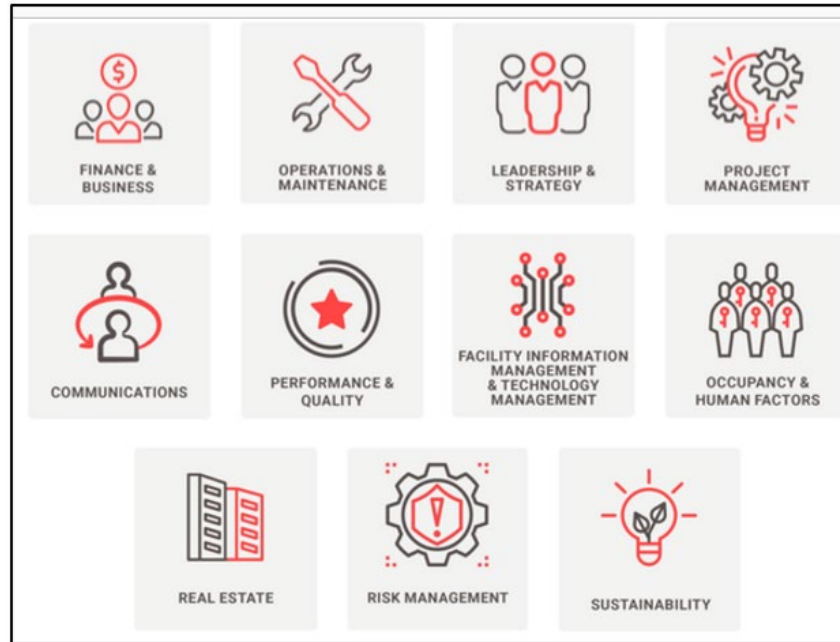 $
FINANCE &
BUSINESS
OPERATIONS &
MAINTENANCE
LEADERSHIP &
STRATEGY
PROJECT
MANAGEMENT
COMMUNICATIONS
PERFORMANCE &
QUALITY
FACILITY INFORMATION
MANAGEMENT
& TECHNOLOGY
MANAGEMENT
OCCUPANCY &
HUMAN FACTORS
REAL ESTATE
!
RISK MANAGEMENT
SUSTAINABILITY